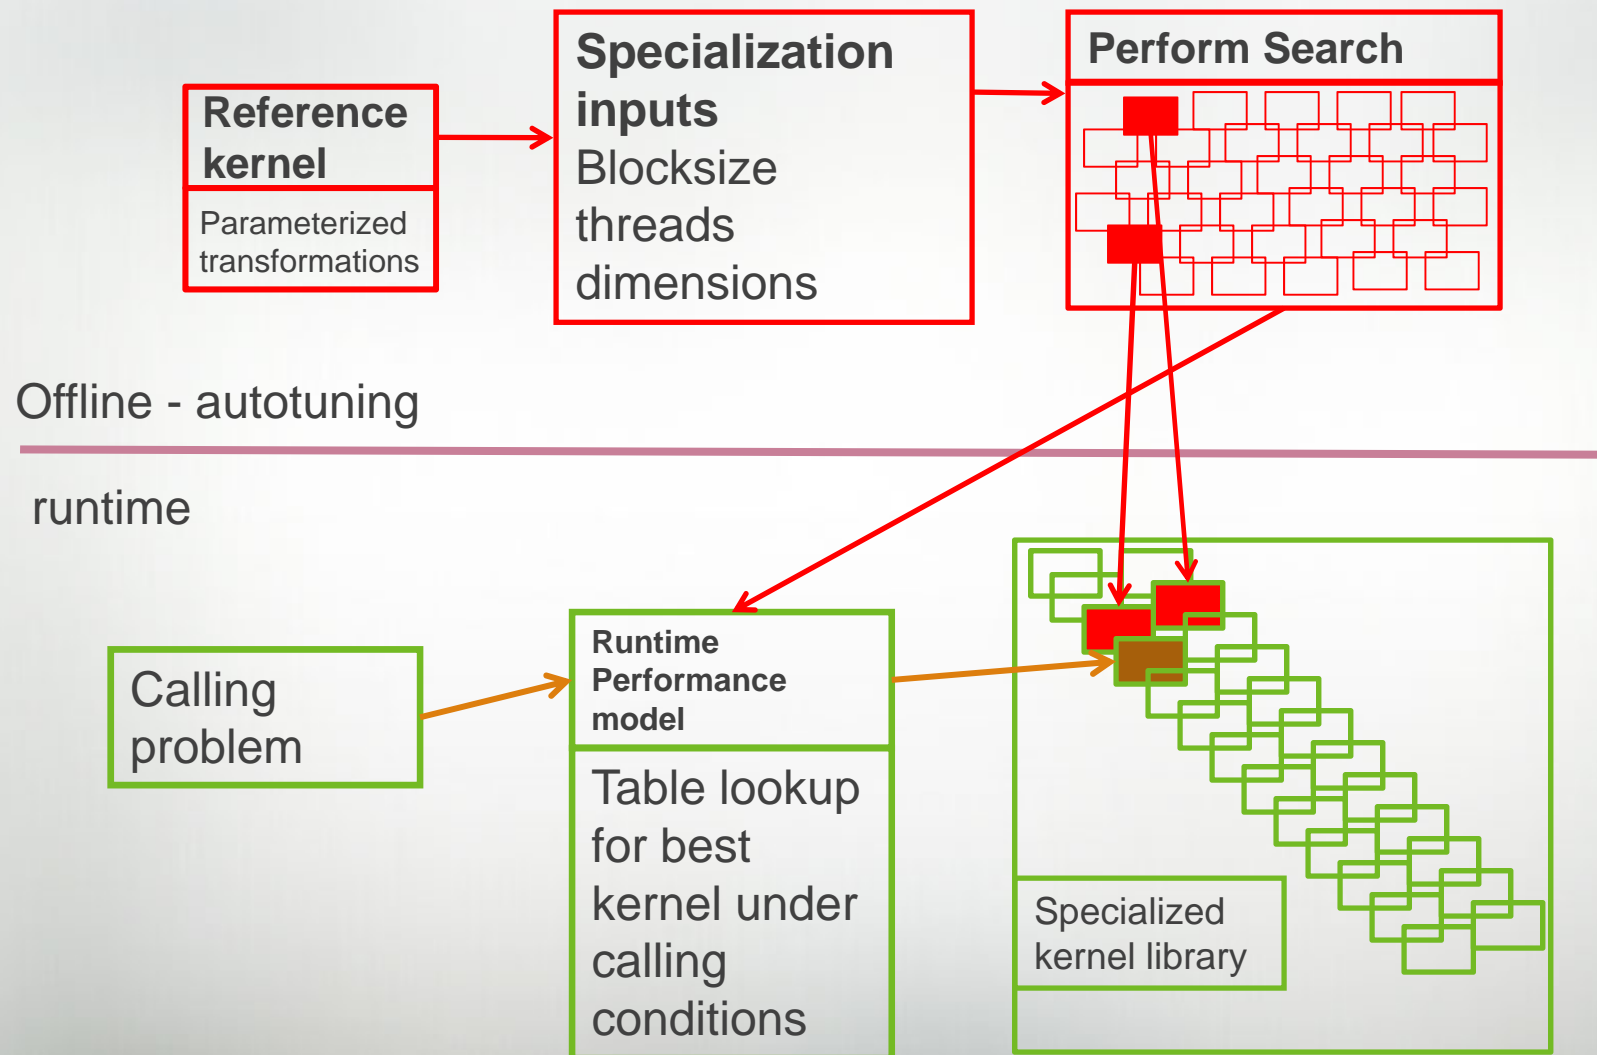 Reference
kernel
Parameterized
transformations
Specialization
inputs
Blocksize
threads
dimensions
Perform Search
Offline - autotuning
runtime
Calling
problem
Runtime
Performance
model
Table lookup
for best
kernel under
calling
conditions
Specialized
kernel library